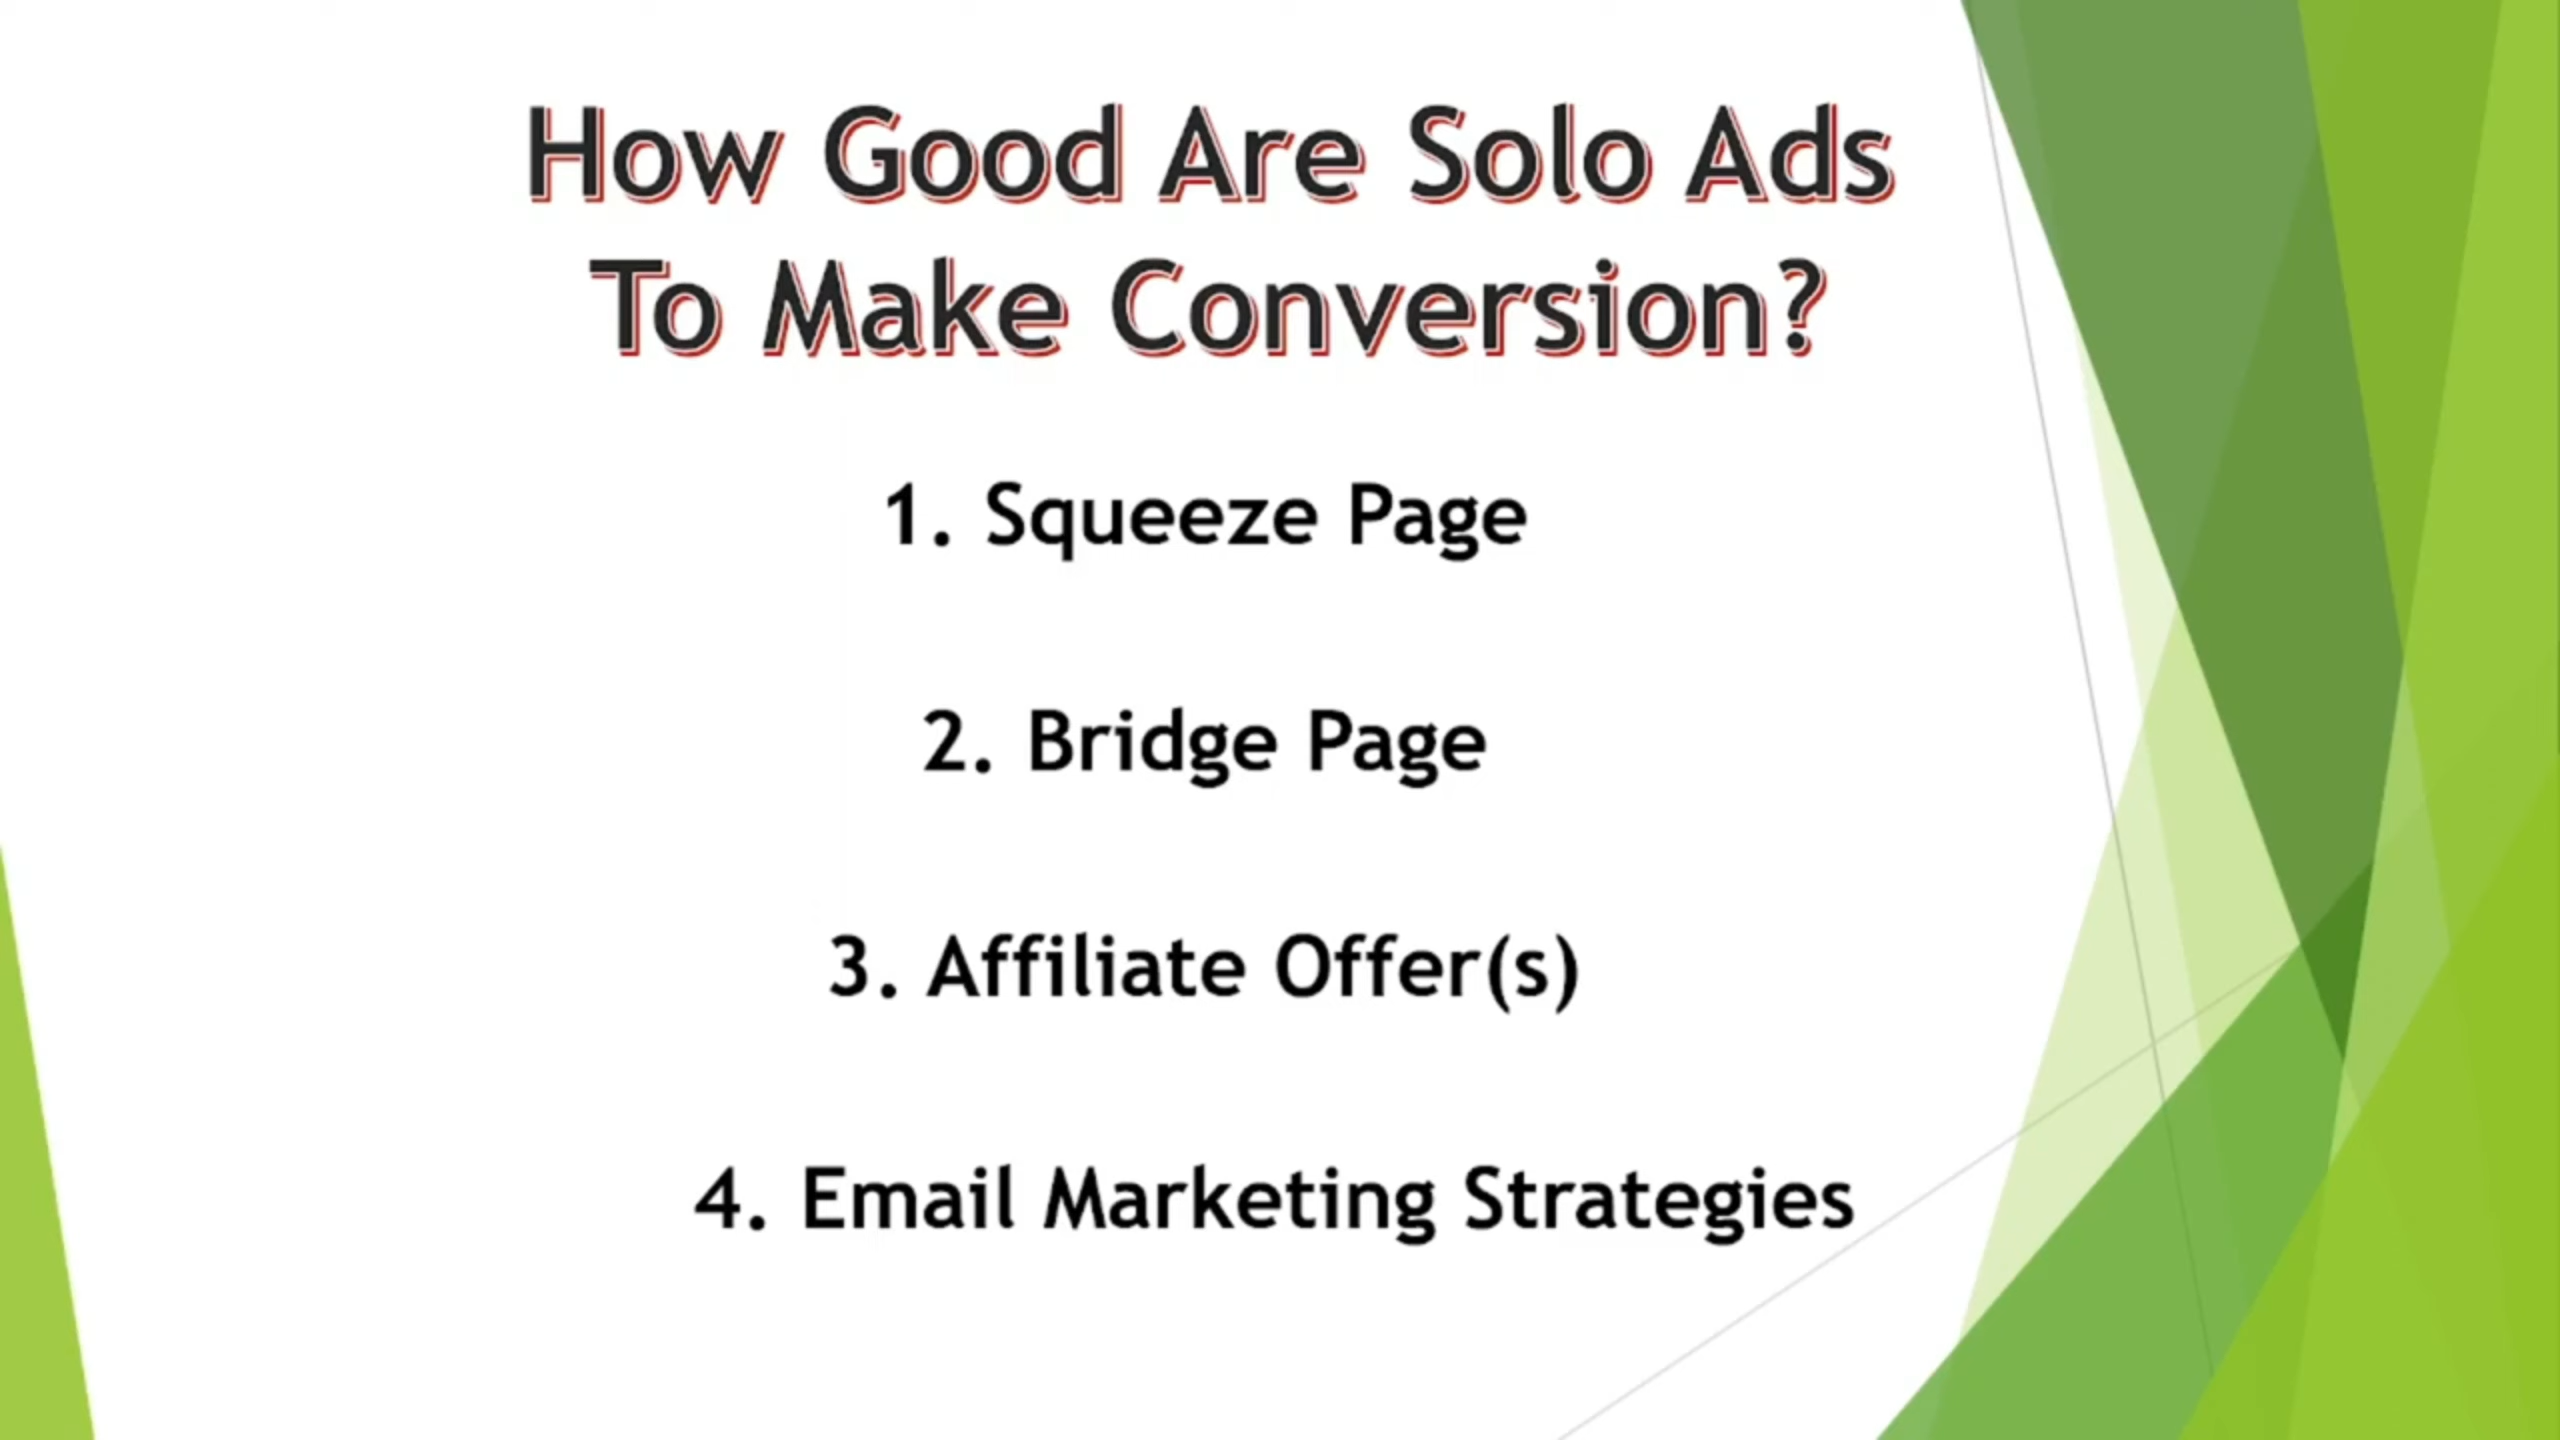 How Good Are Solo Ads
To Make Conversion?
1. Squeeze Page
2. Bridge Page
3. Affiliate Offer(s)
4. Email Marketing Strategies